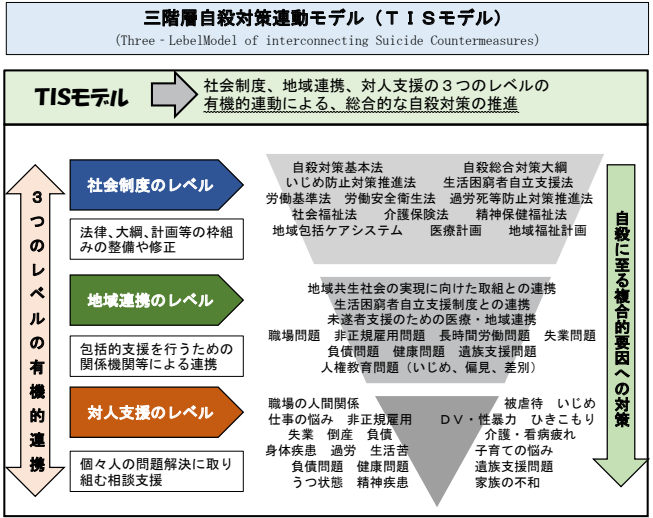 三階層自殺対策連動モデル（ＴＩＳモデル）
(Three‐LebelModel of interconnecting Suicide Countermeasures)
TISモデル
社会制度、地域連携、対人支援の３つのレベルの
有機的連動による、総合的な自殺対策の推進
３つのレベルの有機的連携
社会制度のレベル
法律、大綱、計画等の枠組
みの整備や修正
自殺対策基本法　自殺総合対策大綱
いじめ防止対策推進法　生活困窮者自立支援法
労働基準法　労働安全衛生法　過労死等防止対策推進法
社会福祉法　介護保険法　精神保健福祉法
地域包括ケアシステム　医療計画　地域福祉計画
地域連携のレベル
包括的支援を行うための
関係機関等による連携
地域共生社会の実現に向けた取組との連携
生活困窮者自立支援制度との連携
未遂者支援のための医療・地域連携
職場問題　非正規雇用問題　長時間労働問題　失業問題
負債問題　健康問題　遺族支援問題
人権教育問題（いじめ、偏見、差別）
対人支援のレベル
個々人の問題解決に取り
組む相談支援
職場の人間関係　被虐待　いじめ
仕事の悩み　非正規雇用　ＤＶ・性暴力　ひきこもり
失業　倒産　負債　介護・看病疲れ
身体疾患　過労　生活苦　子育ての悩み
負債問題　健康問題　遺族支援問題
うつ状態　精神疾患　家族の不和
自殺に至る複合的要因への対策